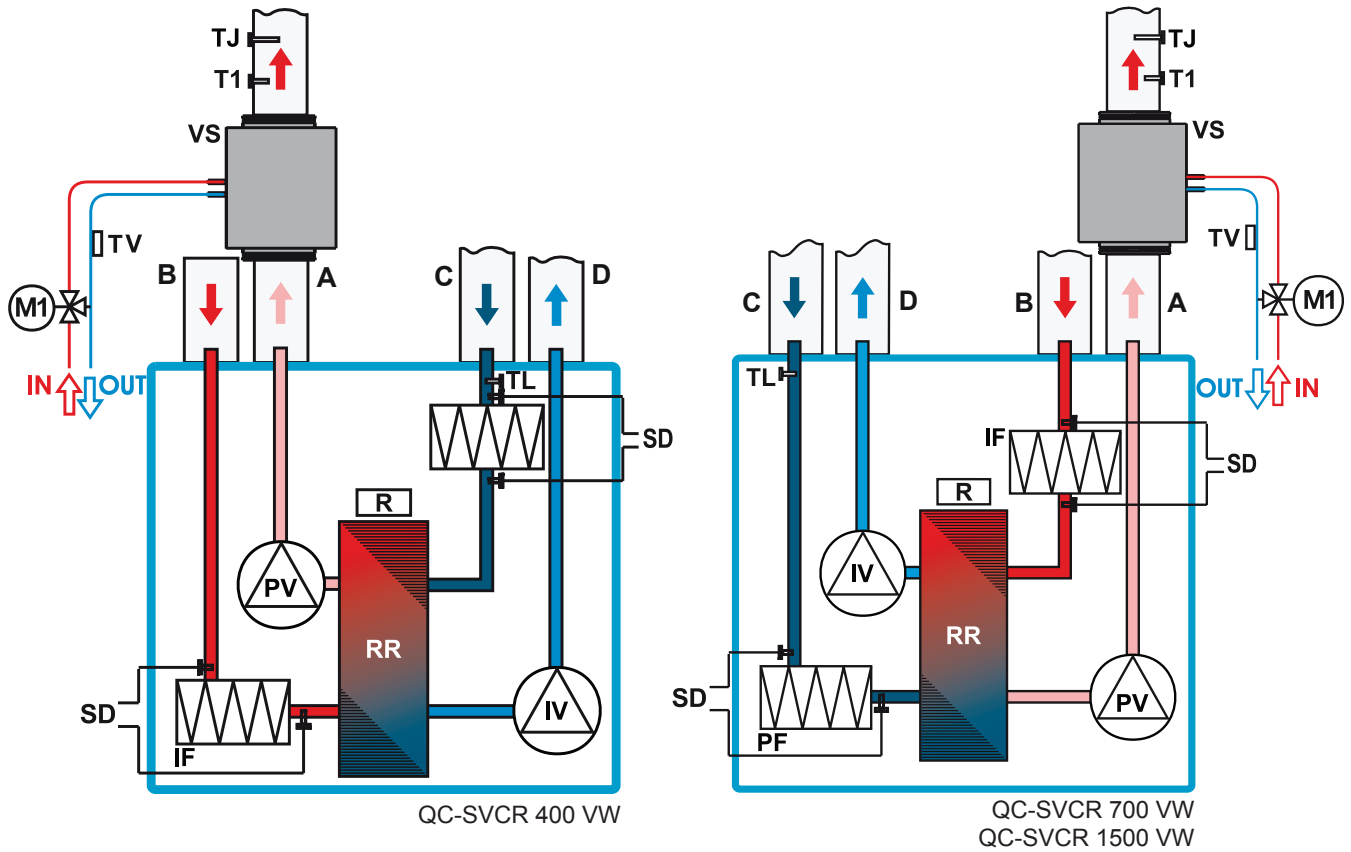 TJ
T1
VS
TV
M1
IN
OUT
B
A
C
D
TL
SD
R
PV
RR
SD
IF
IV
QC-SVCR 400 VW
TJ
T1
VS
TV
M1
OUT
IN
C
D
B
A
TL
IF
SD
R
IV
RR
SD
PF
PV
QC-SVCR 700 VW
QC-SVCR 1500 VW